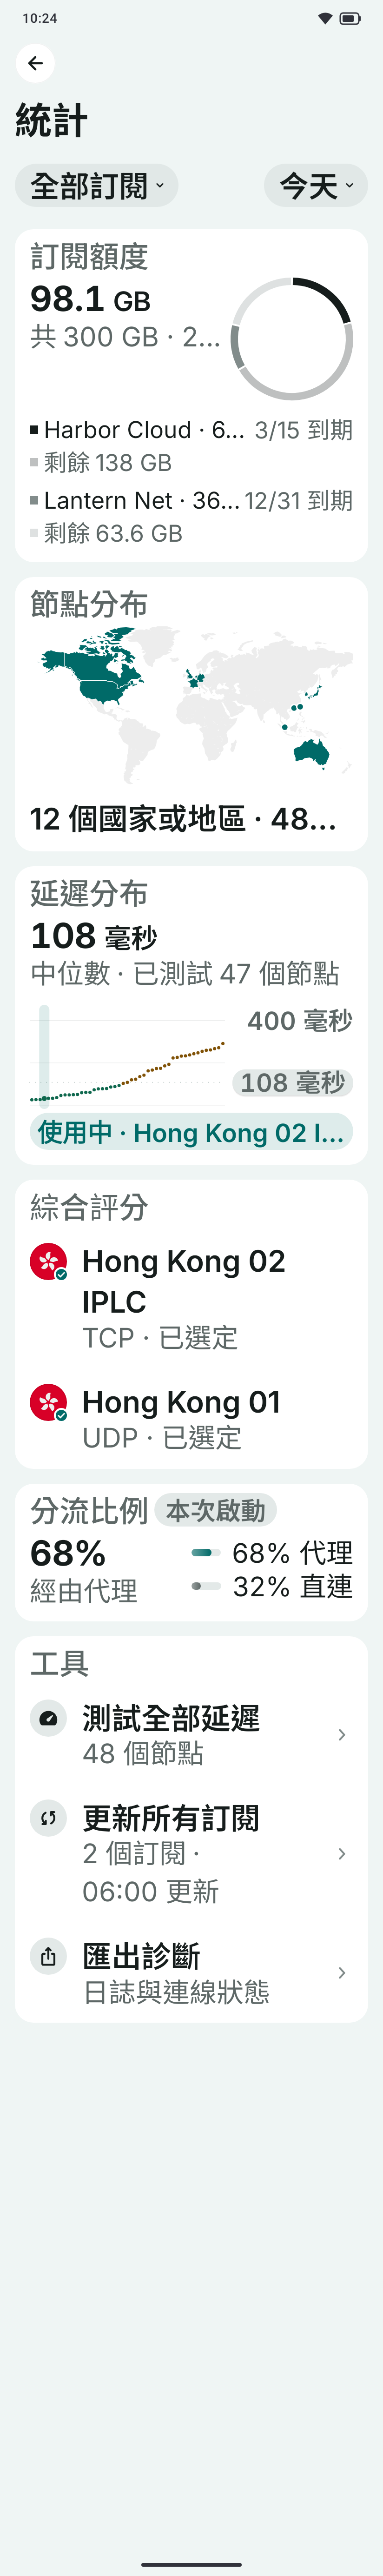 10:24
統計
全部訂閱
今天
訂閱額度
98.1 GB
共 300 GB · 2...
Harbor Cloud · 6... 3/15 到期
剩餘 138 GB
Lantern Net · 36... 12/31 到期
剩餘 63.6 GB
節點分布
12 個國家或地區 · 48...
延遲分布
108 毫秒
中位數 · 已測試 47 個節點
400 毫秒
108 毫秒
使用中 · Hong Kong 02 I...
綜合評分
Hong Kong 02
IPLC
TCP · 已選定
Hong Kong 01
UDP · 已選定
分流比例 本次啟動
68%
經由代理
68% 代理
32% 直連
工具
測試全部延遲
48 個節點
更新所有訂閱
2 個訂閱 ·
06:00 更新
匯出診斷
日誌與連線狀態